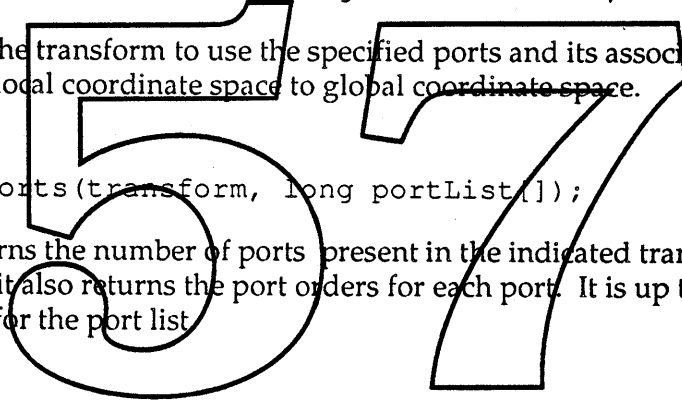 he transform to use the specified ports and its associ
local coordinate space to global coordinate space.
orts(transform, long portList[]);
rns the number of ports present in the indicated tran
it also returns the port orders for each port. It is up t
for the port list.
57